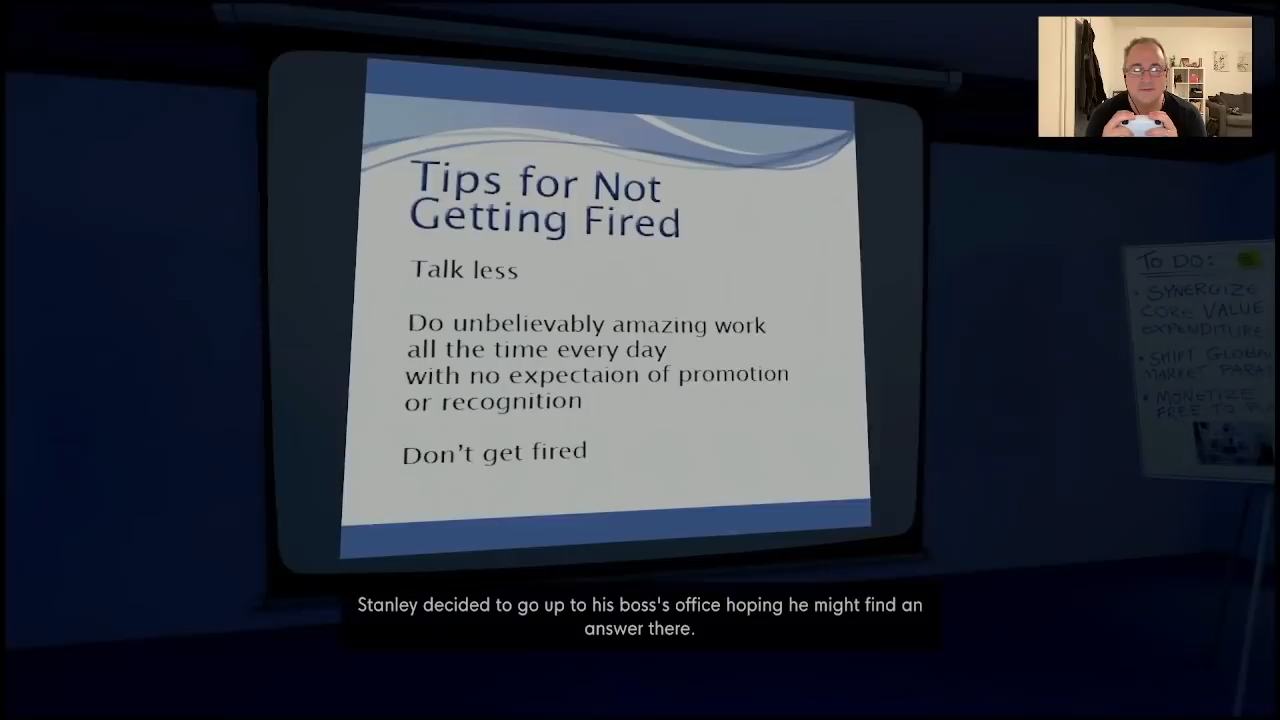 Tips for Not
Getting Fired
Talk less
Do unbelievably amazing work
all the time every day
with no expectaion of promotion
or recognition
Don't get fired
TO DO:
• SYNERGIZE
CORE VALUE
EXPENDITURE
• SHIFT
MARKET
• MONETIZE
FREE TO
Stanley decided to go up to his boss's office hoping he might find an
answer there.